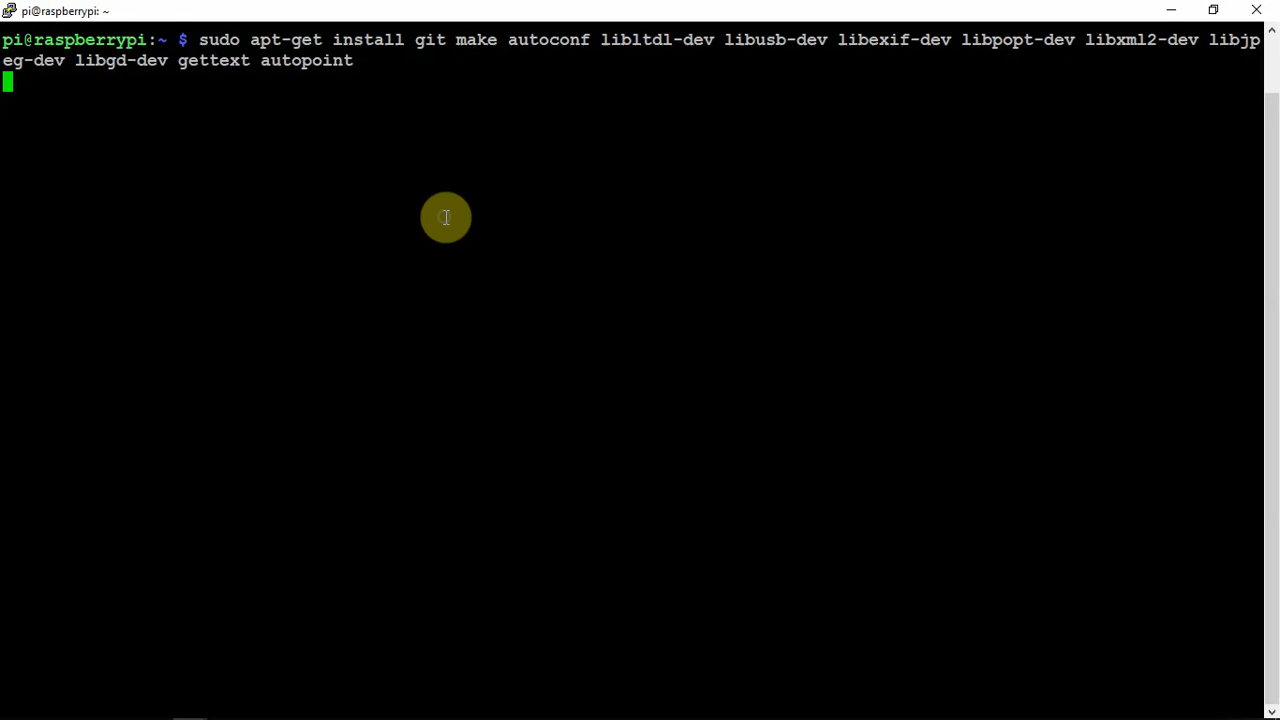 pi@raspberrypi: ~
pi@raspberrypi:~ $ sudo apt-get install git make autoconf libltdl-dev libusb-dev libexif-dev libpopt-dev libxml2-dev libjp
eg-dev libgd-dev gettext autopoint